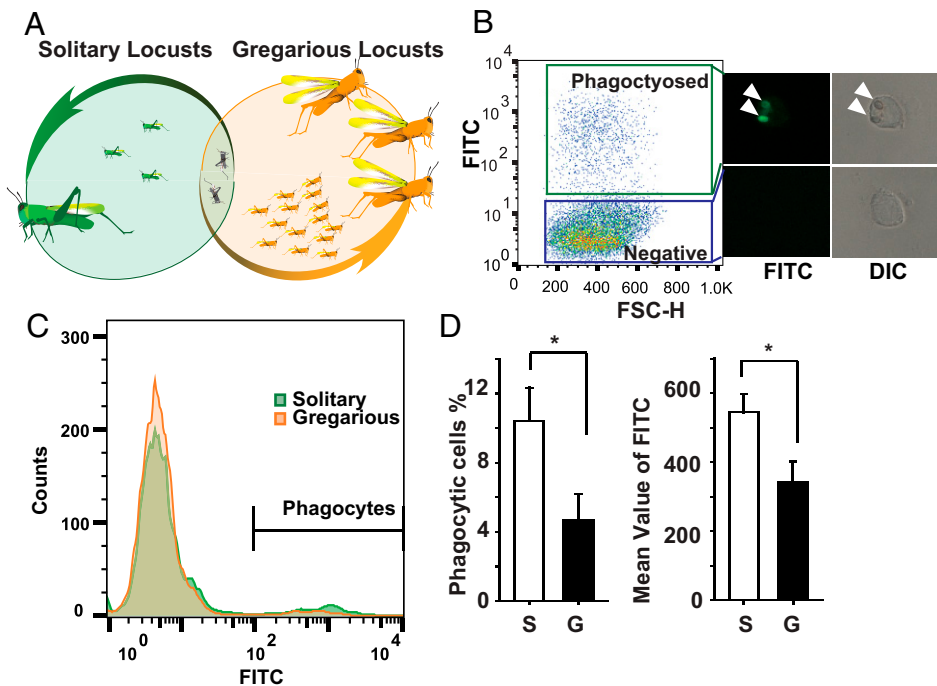 A
Solitary Locusts
Gregarious Locusts
B
FITC
10 4
10 3
10 2
10 1
10 0
Phagoctyosed
Negative
0 200 400 600 800 1.0K
FSC-H
FITC
DIC
C
Counts
300
200
100
0
Solitary
Gregarious
Phagocytes
10 0 10 2 10 4
FITC
D
Phagocytic cells %
12
8
4
0
*
S G
Mean Value of FITC
600
400
200
0
*
S G